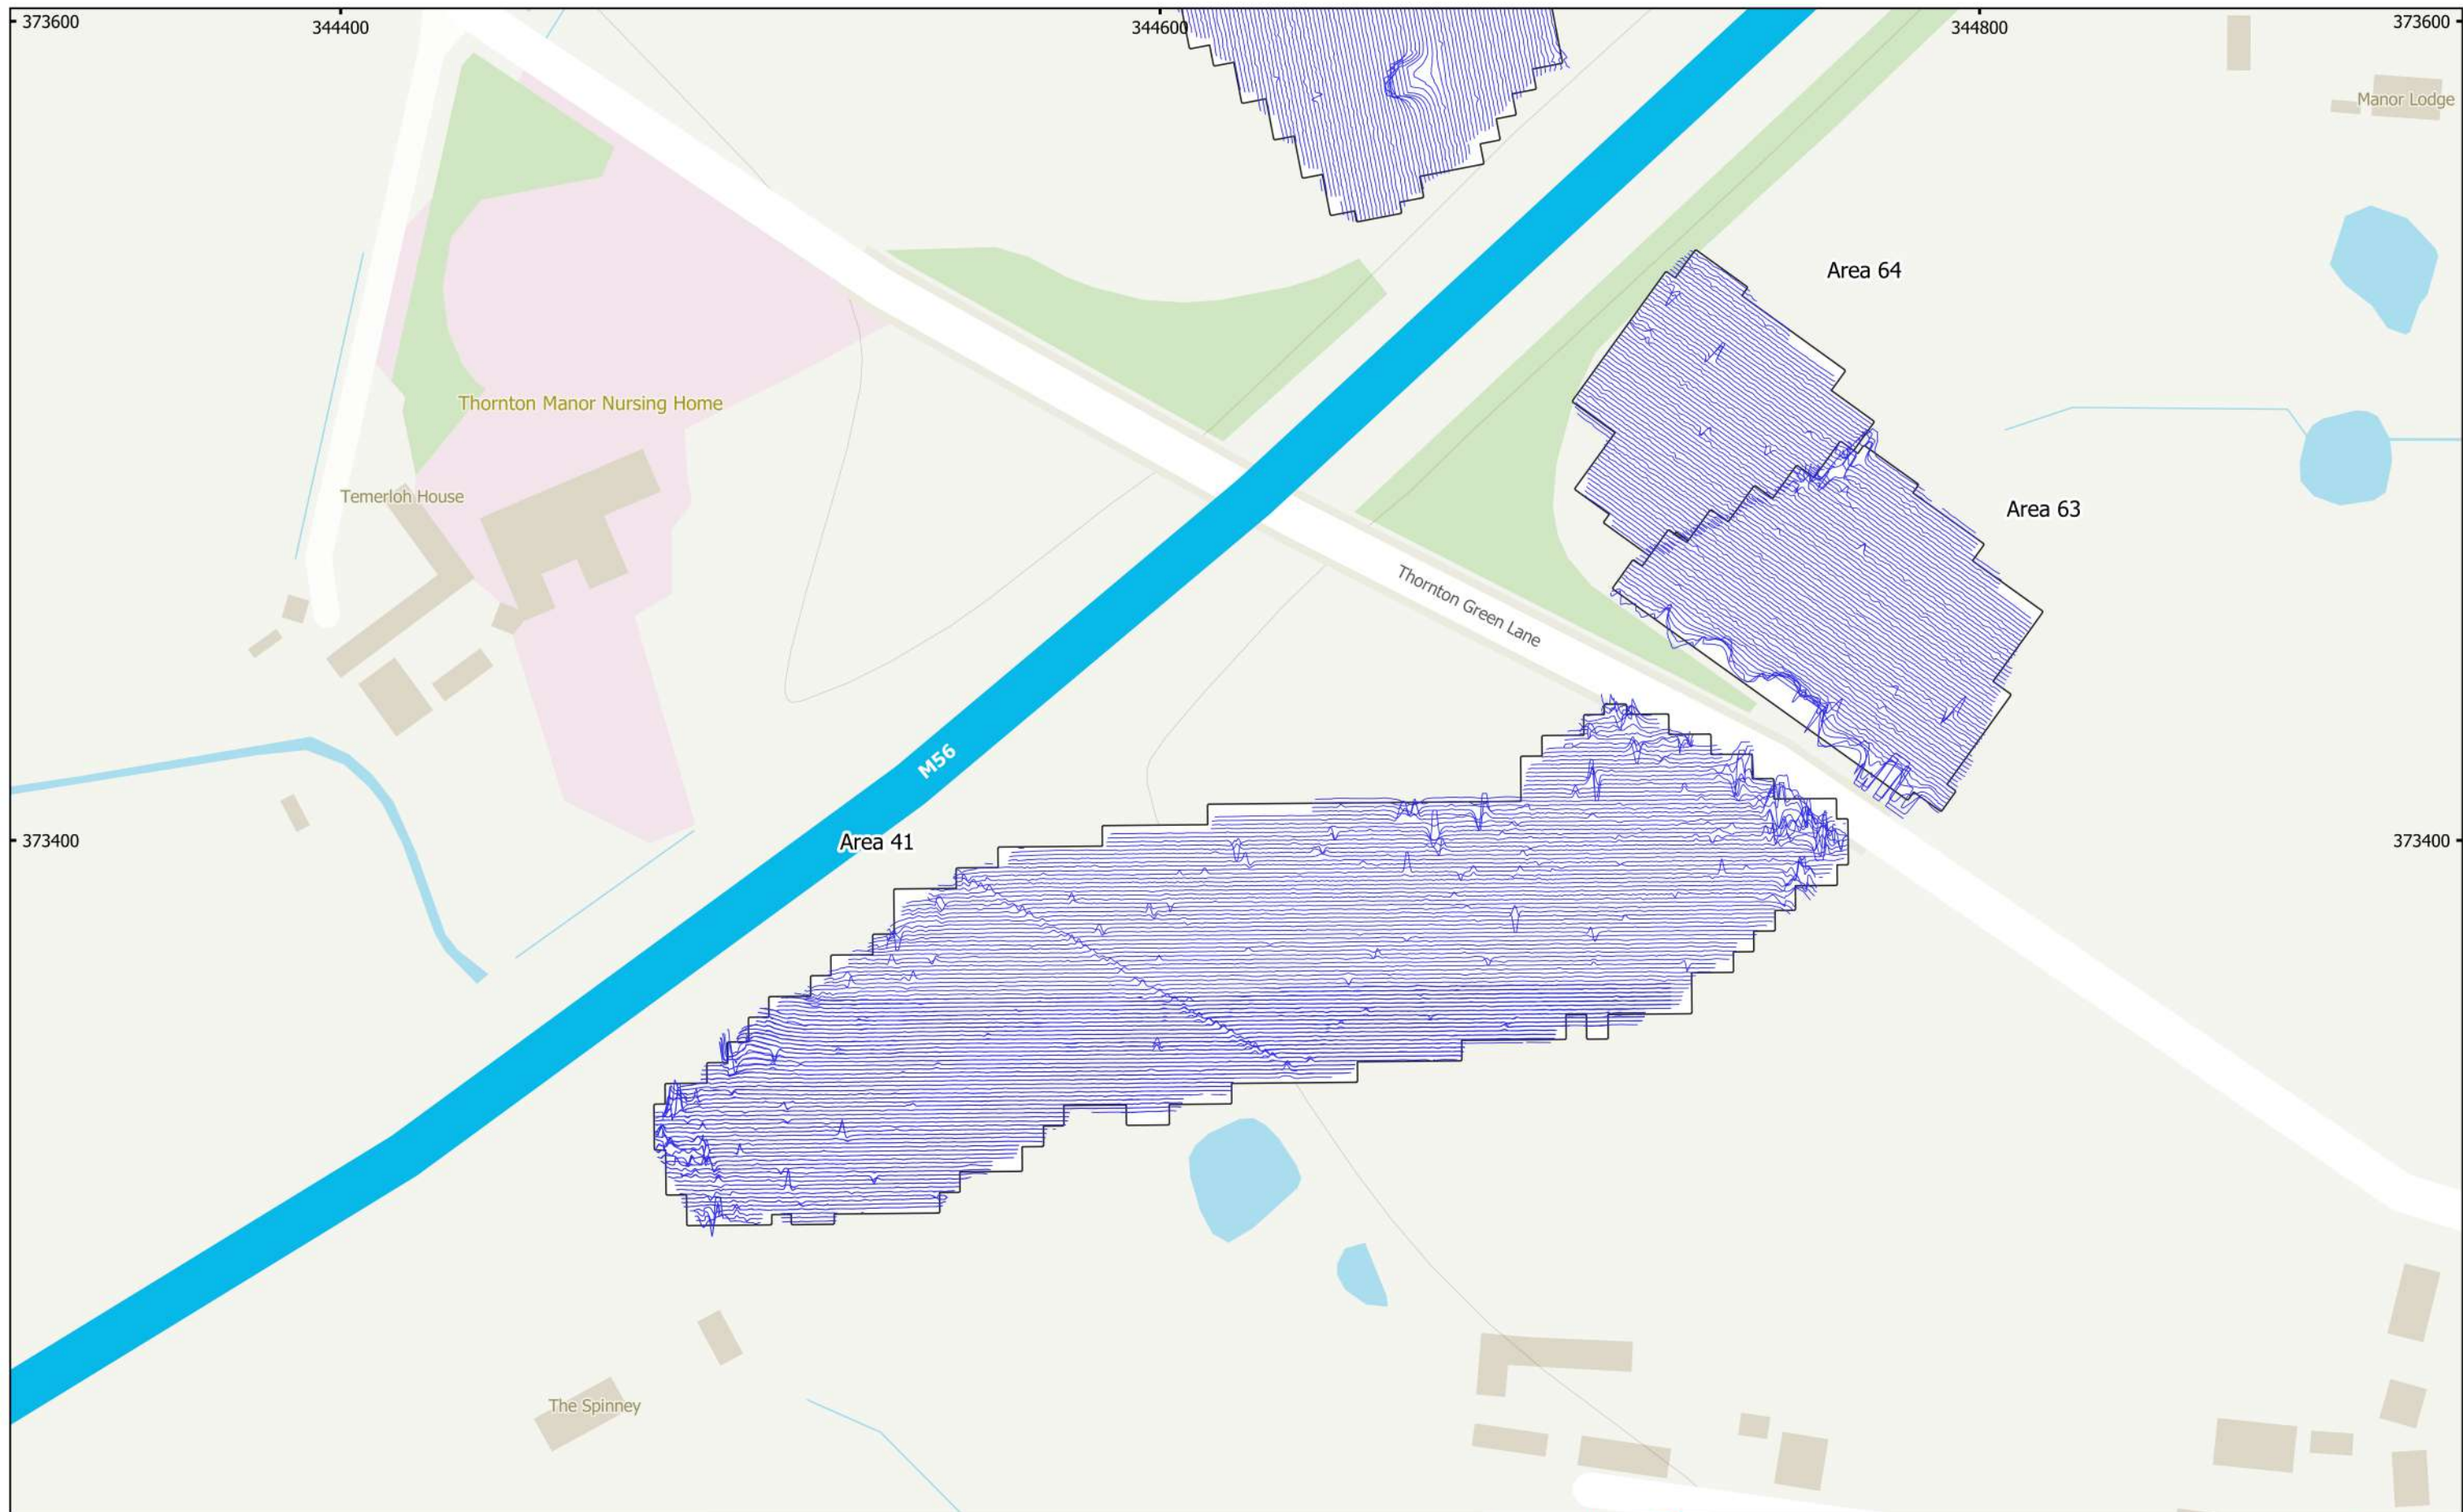 373600
344400
344600
344800
373600
Manor Lodge
Area 64
Thornton Manor Nursing Home
Temerloh House
Area 63
Thornton Green Lane
M56
373400
Area 41
373400
The Spinney